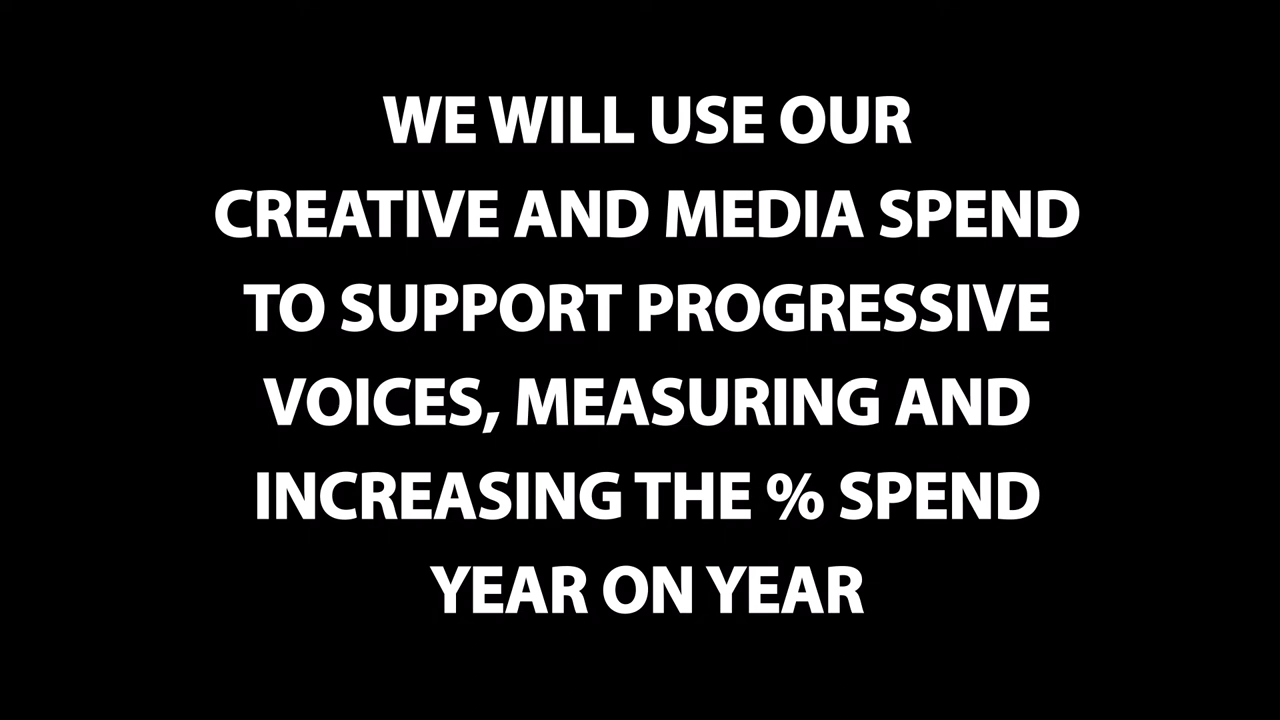 WE WILL USE OUR
CREATIVE AND MEDIA SPEND
TO SUPPORT PROGRESSIVE
VOICES, MEASURING AND
INCREASING THE % SPEND
YEAR ON YEAR